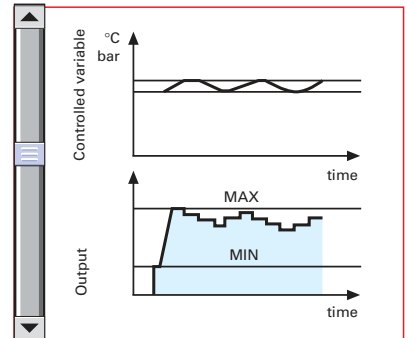 Controlled variable
°C
bar
time
Output
MAX
MIN
time